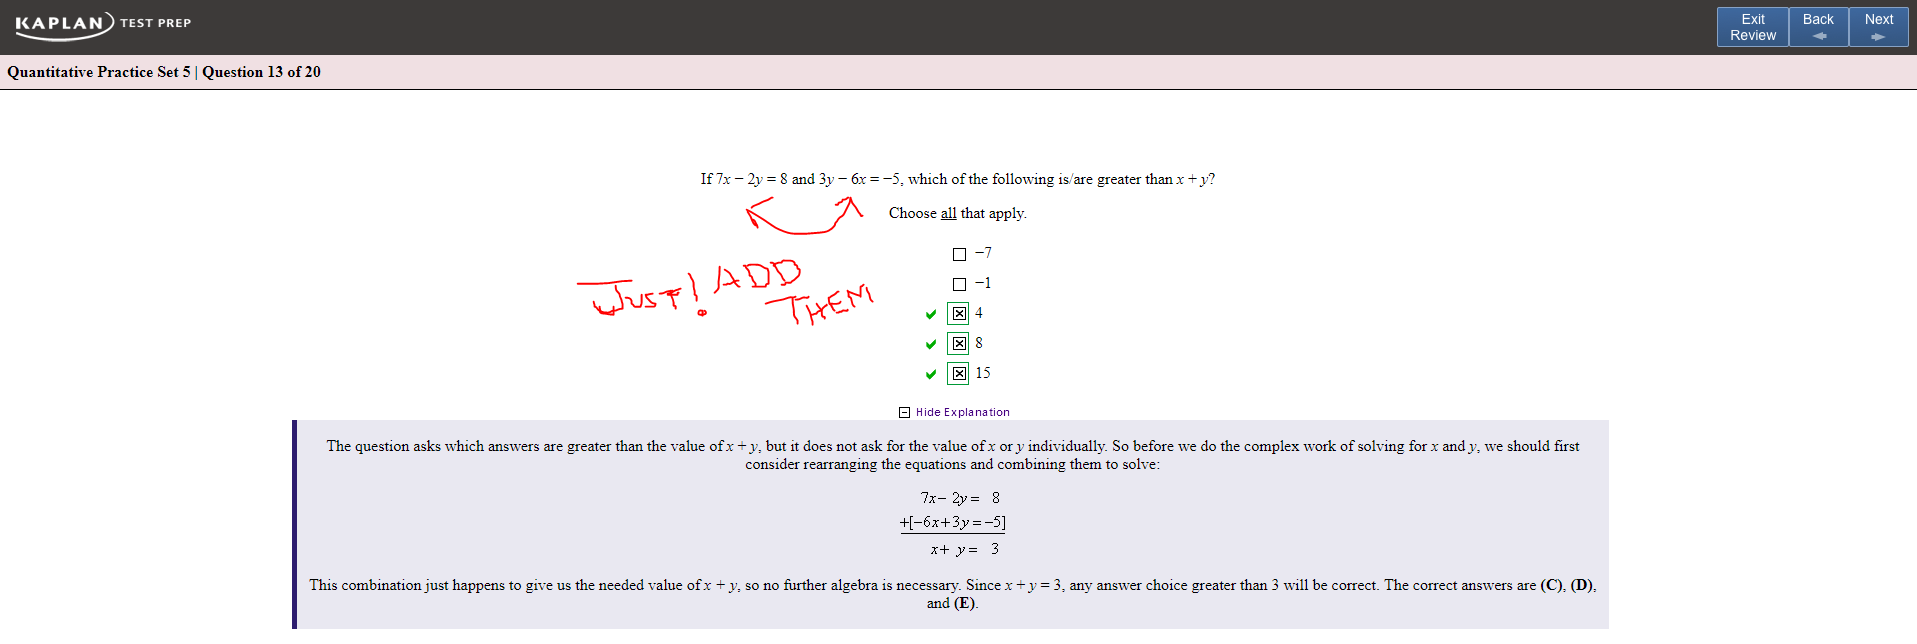 KAPLAN TEST PREP
Exit Review
Back
Next
Quantitative Practice Set 5 | Question 13 of 20
If 7x − 2y = 8 and 3y − 6x = −5, which of the following is/are greater than x + y?
Choose all that apply.
−7
−1
JUST! ADD
THEM
4
8
15
Hide Explanation
The question asks which answers are greater than the value of x + y, but it does not ask for the value of x or y individually. So before we do the complex work of solving for x and y, we should first
consider rearranging the equations and combining them to solve:
7x− 2y = 8
+[−6x+3y = −5]
x+ y = 3
This combination just happens to give us the needed value of x + y, so no further algebra is necessary. Since x + y = 3, any answer choice greater than 3 will be correct. The correct answers are (C), (D),
and (E).